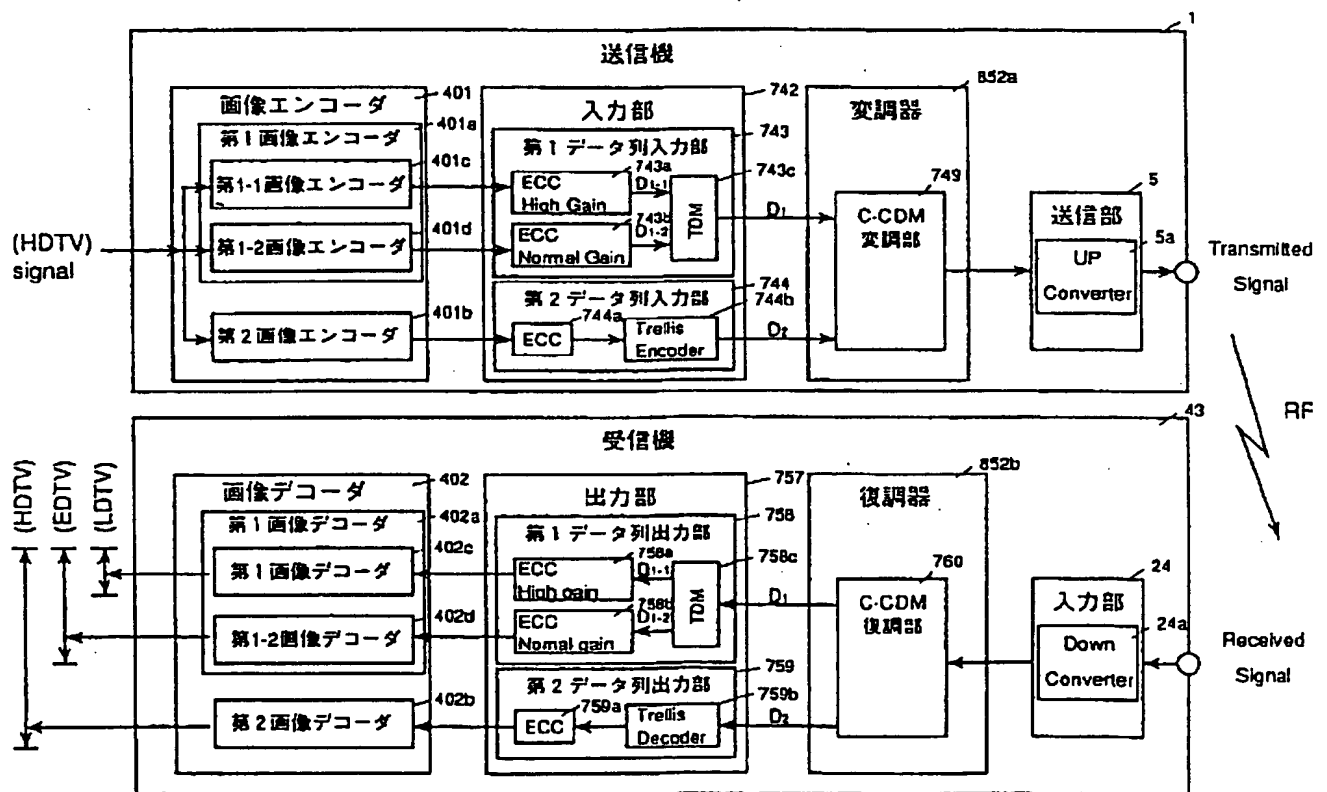 1
送信機
画像エンコーダ
401
第1画像エンコーダ
401a
第1-1画像エンコーダ
401c
第1-2画像エンコーダ
401d
第2画像エンコーダ
401b
(HDTV)
signal
入力部
742
第1データ列入力部
743
ECC
High Gain
743a
D1-1
ECC
Normal Gain
743b
D1-2
TDM
743c
D1
第2データ列入力部
744
ECC
744a
Trellis
Encoder
744b
D2
変調器
852a
C-CDM
変調部
749
送信部
5
UP
Converter
5a
Transmitted
Signal
RF
43
受信機
(HDTV)
(EDTV)
(LDTV)
画像デコーダ
402
第1画像デコーダ
402a
第1画像デコーダ
402c
第1-2画像デコーダ
402d
第2画像デコーダ
402b
出力部
757
第1データ列出力部
758
ECC
High gain
758a
D1-1
ECC
Nomal gain
758b
D1-2
TDM
758c
D1
第2データ列出力部
759
ECC
759a
Trellis
Decoder
759b
D2
復調器
852b
C-CDM
復調部
760
入力部
24
Down
Converter
24a
Received
Signal